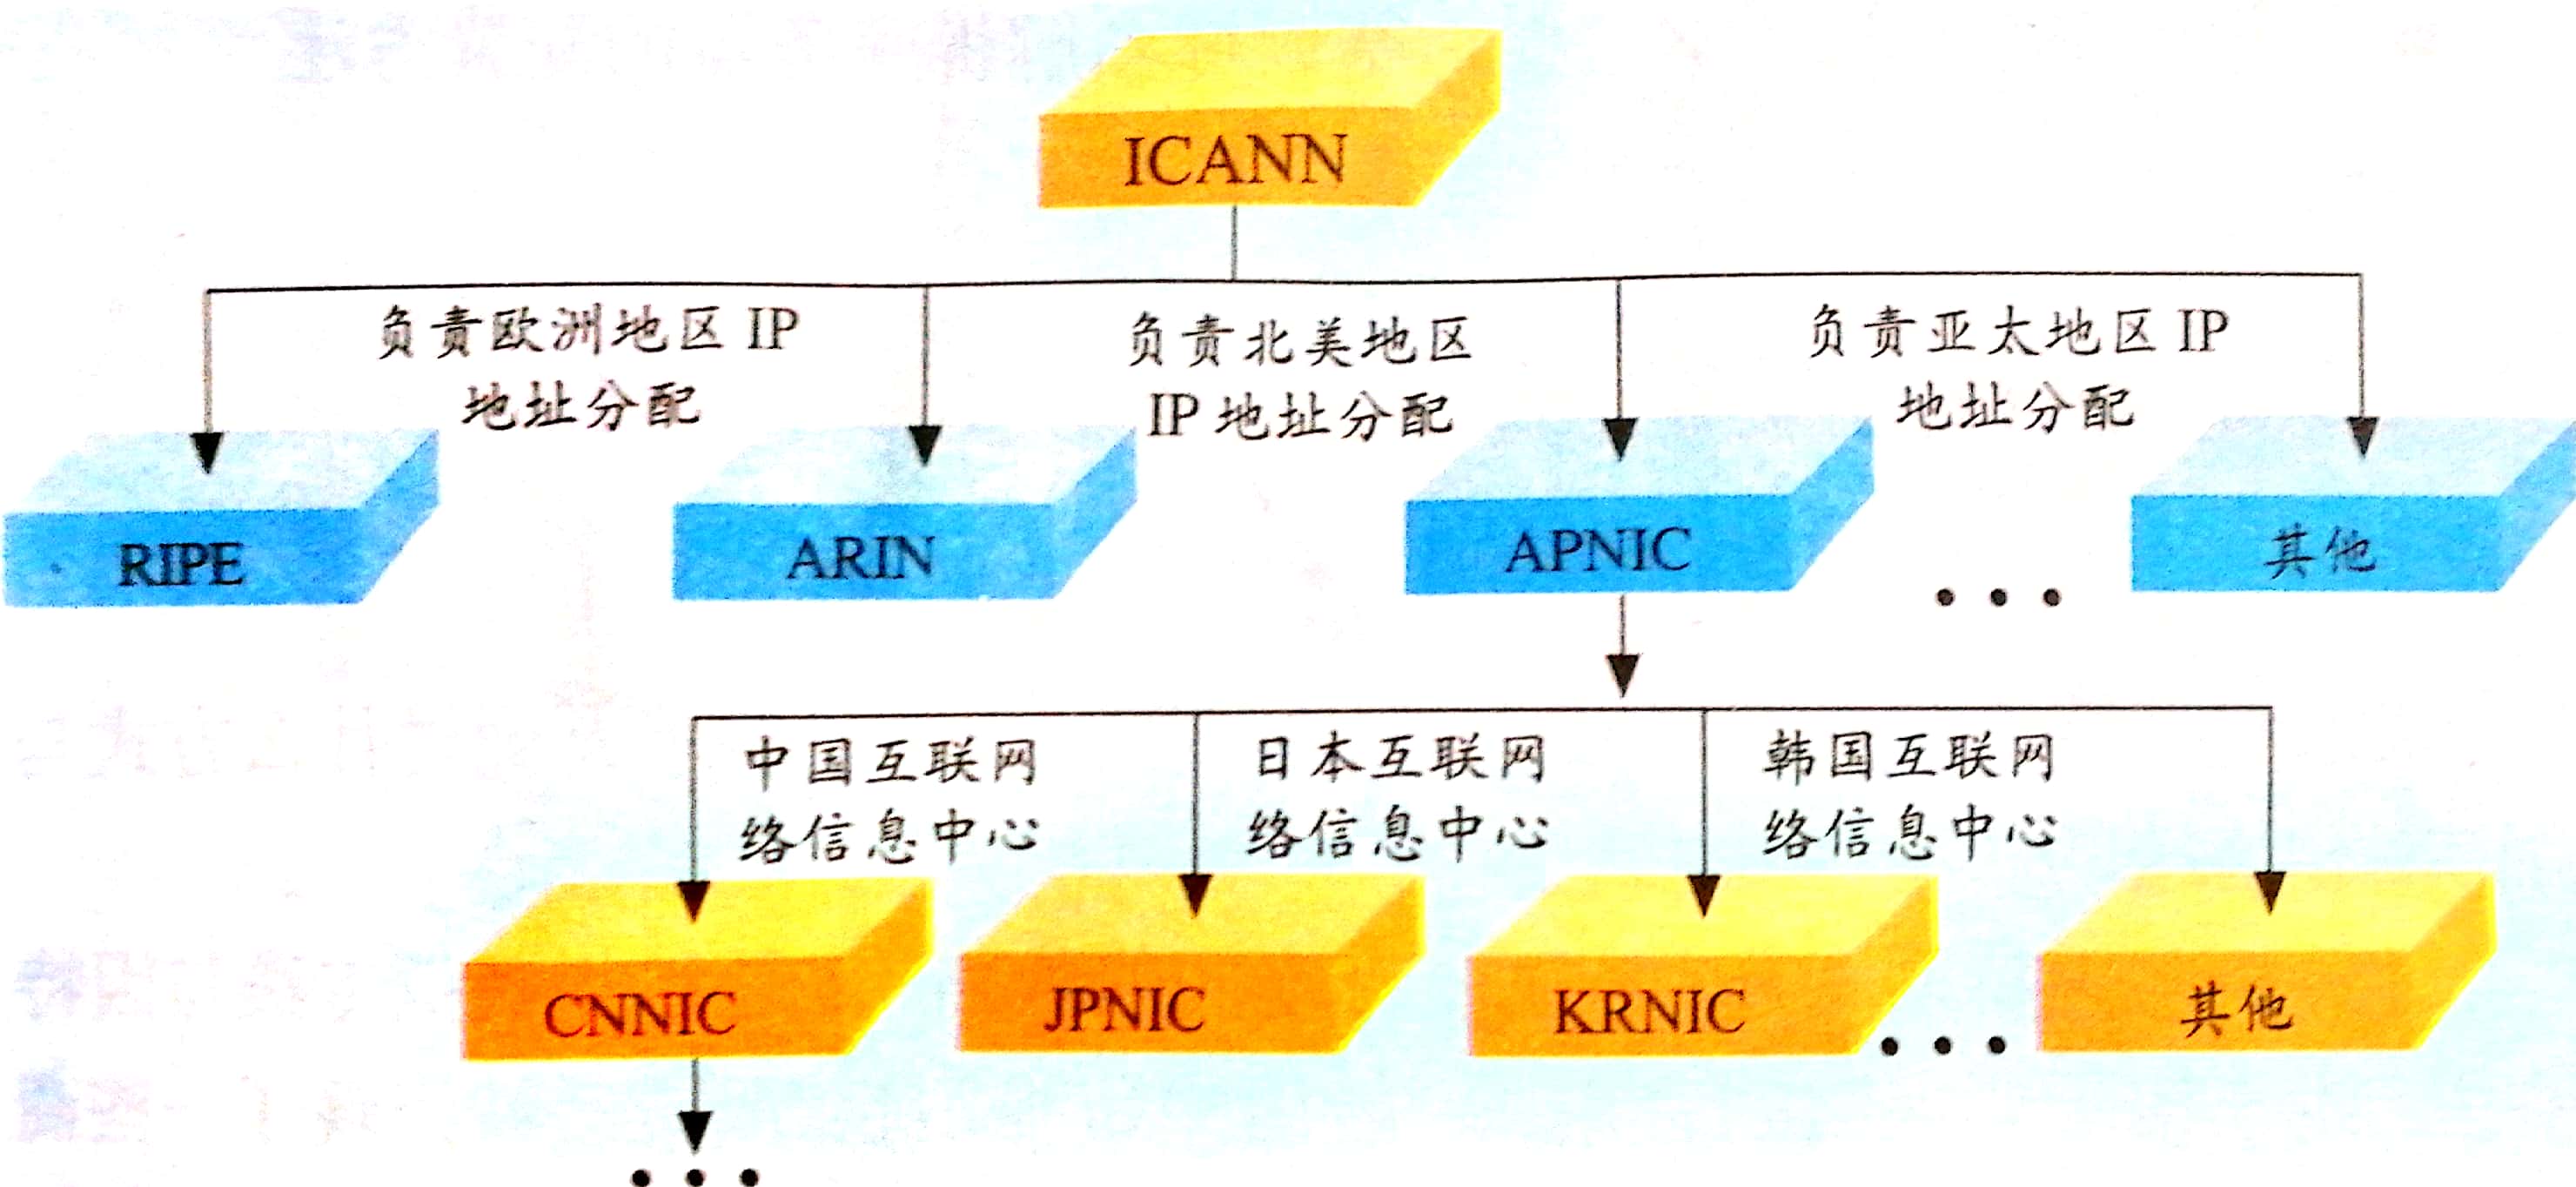 ICANN
负责欧洲地区 IP
地址分配
负责北美地区
IP 地址分配
负责亚太地区 IP
地址分配
RIPE
ARIN
APNIC
其他
中国互联网
络信息中心
日本互联网
络信息中心
韩国互联网
络信息中心
CNNIC
JPNIC
KRNIC
其他